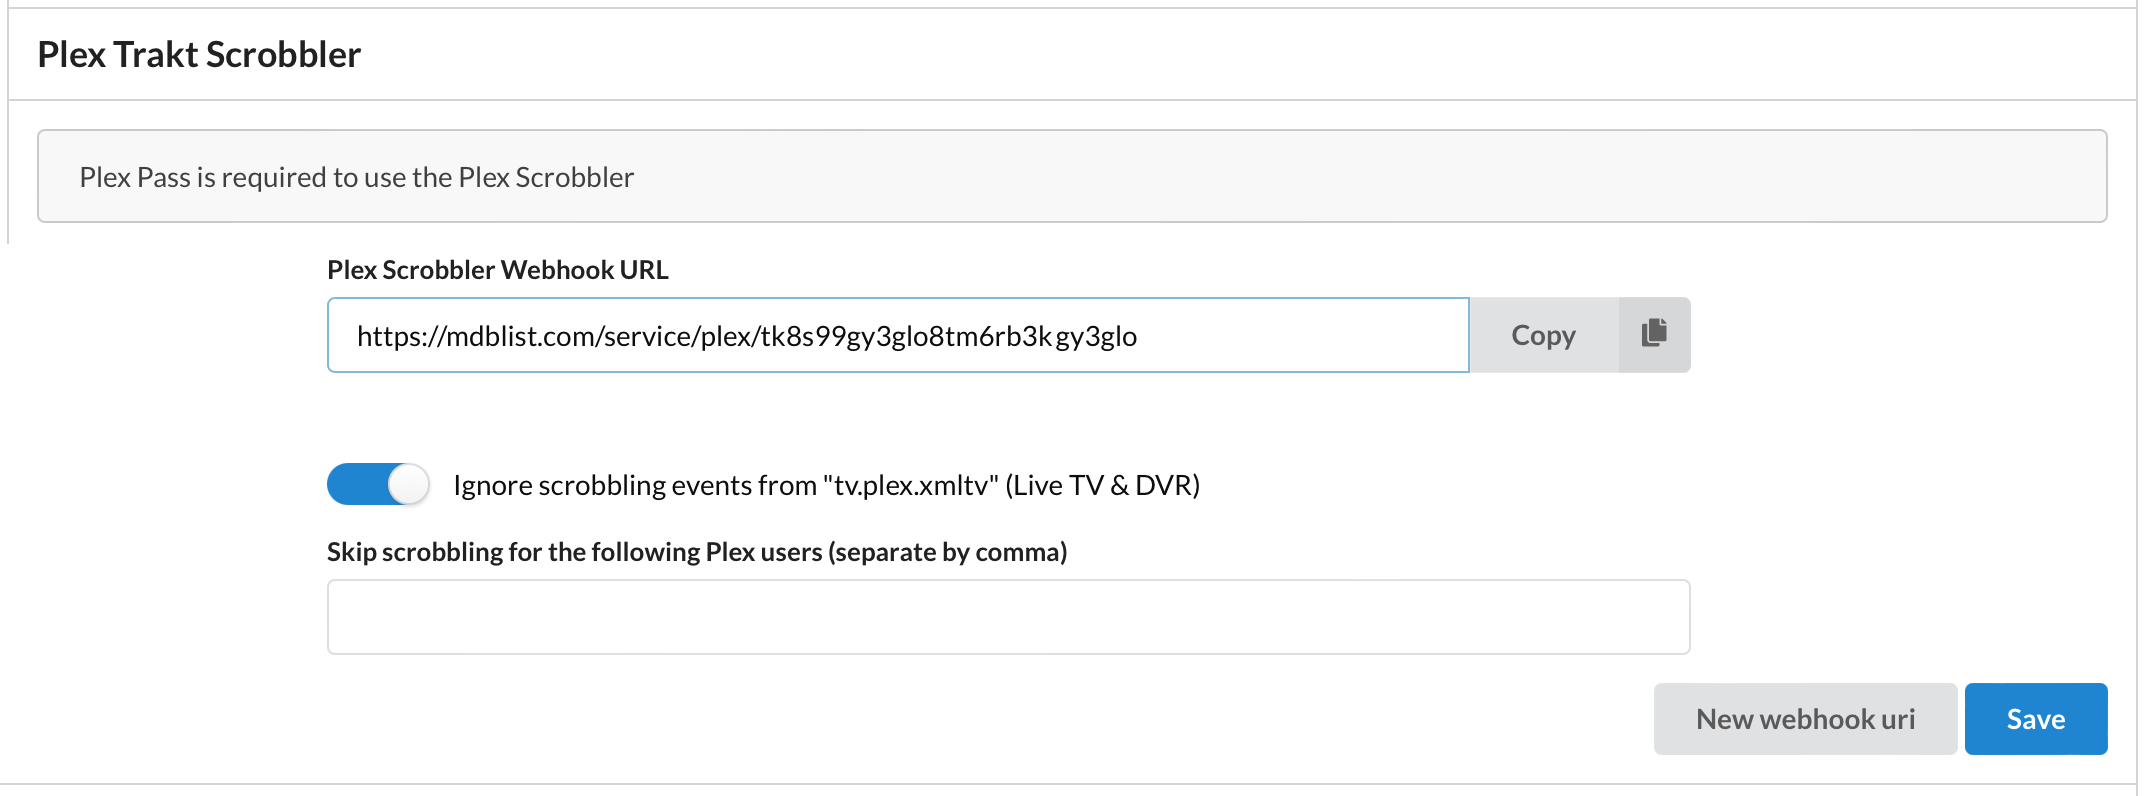 Plex Trakt Scrobbler
Plex Pass is required to use the Plex Scrobbler
Plex Scrobbler Webhook URL
https://mdblist.com/service/plex/tk8s99gy3glo8tm6rb3kgy3glo
Copy
Ignore scrobbling events from "tv.plex.xmltv" (Live TV & DVR)
Skip scrobbling for the following Plex users (separate by comma)
New webhook uri
Save